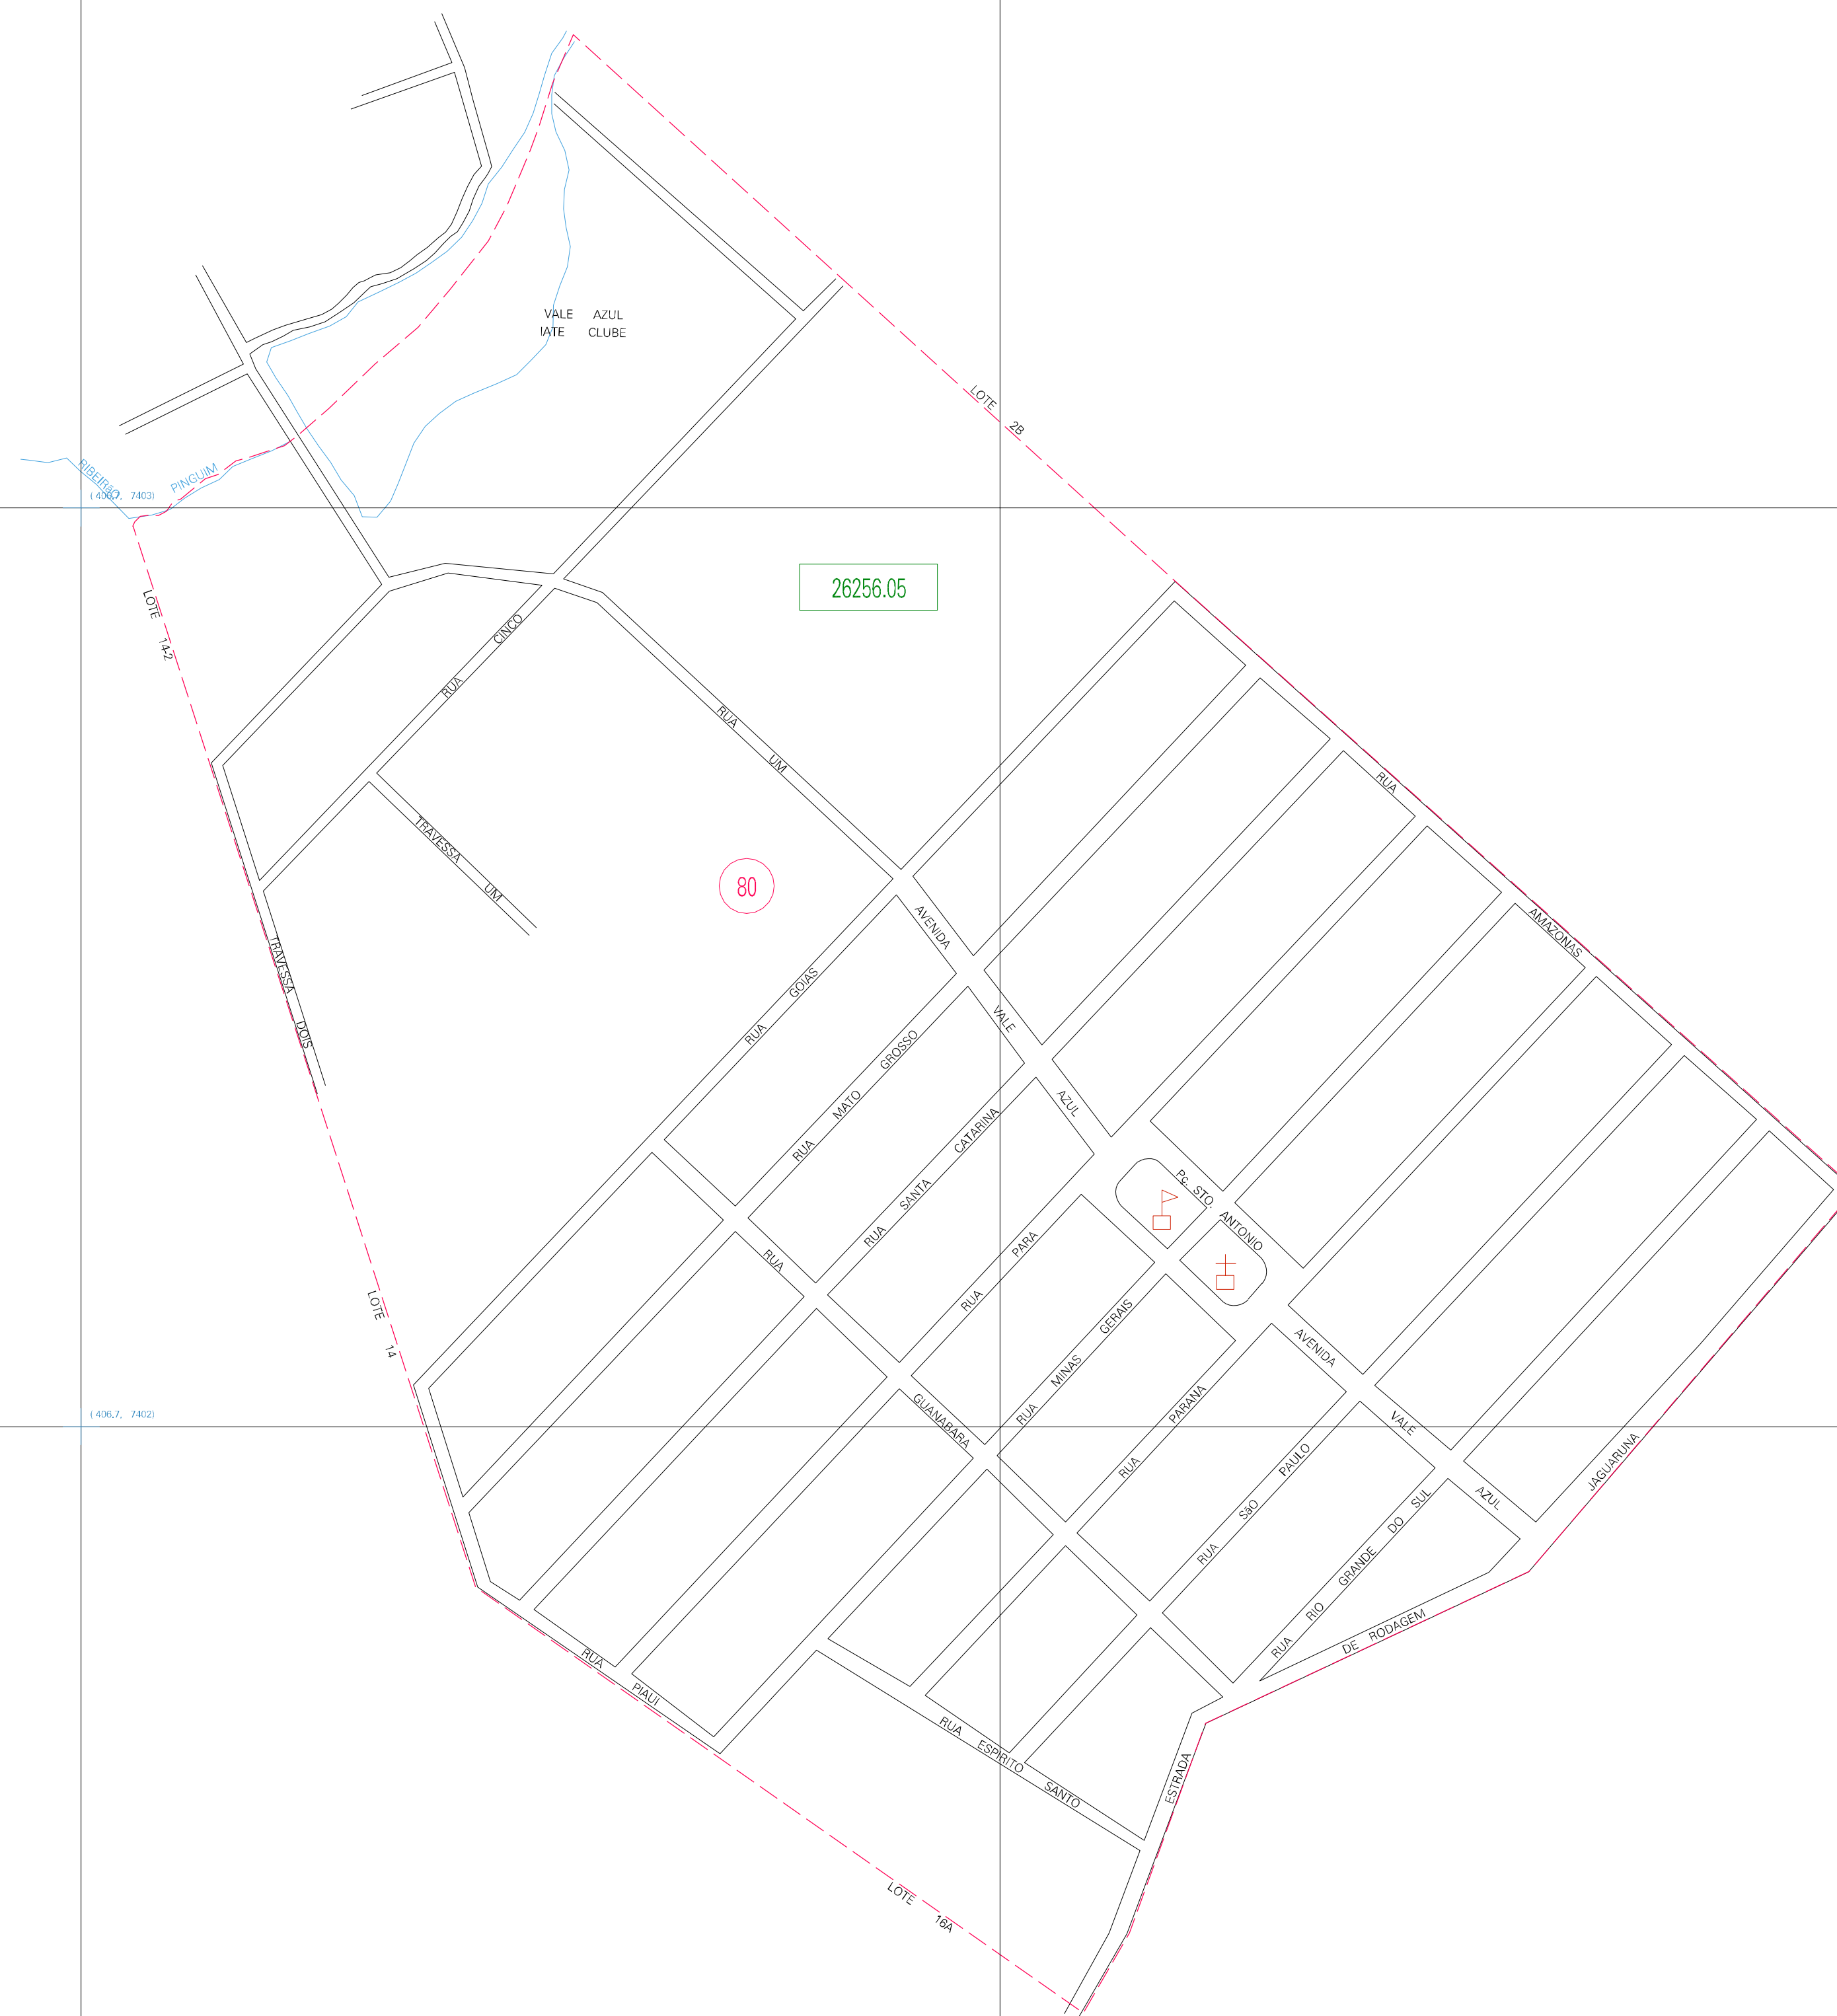 VALE AZUL
IATE CLUBE
LOTE 2B
RIBEIRãO PINGUIM
( 406,7, 7403)
LOTE 14-2
26256.05
RUA CINCO
RUA UM
RUA AMAZONAS
TRAVESSA UM
80
TRAVESSA DOIS
AVENIDA VALE AZUL
RUA GOIAS
RUA MATO GROSSO
RUA SANTA CATARINA
Pç. STO. ANTONIO
RUA PARA
RUA GUANABARA
LOTE 14
RUA MINAS GERAIS
AVENIDA VALE AZUL
RUA PARANA
( 406,7, 7402)
RUA SãO PAULO
JAGUARUNA
RUA RIO GRANDE DO SUL
ESTRADA DE RODAGEM
RUA PIAUI
RUA ESPIRITO SANTO
LOTE 16A